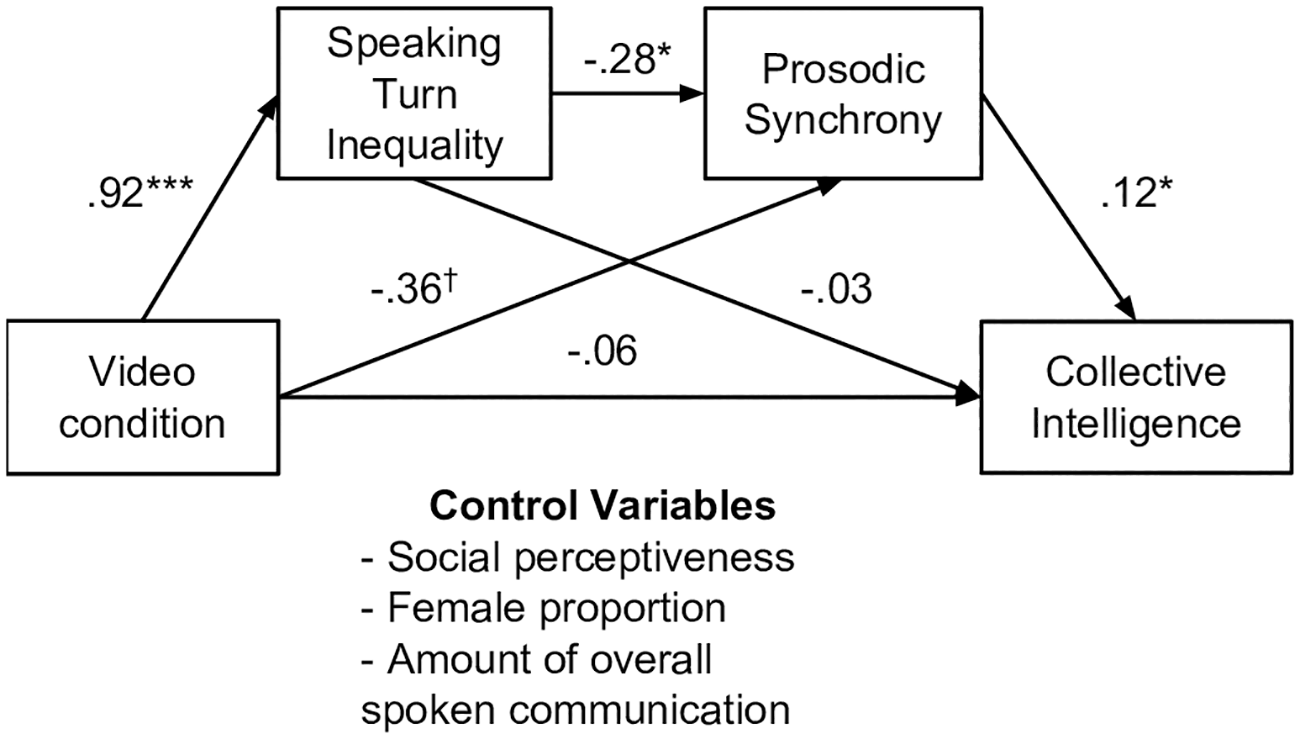 Speaking
Turn
Inequality
-.28*
Prosodic
Synchrony
.92***
.12*
-.36†
-.03
-.06
Video
condition
Collective
Intelligence
Control Variables
- Social perceptiveness
- Female proportion
- Amount of overall
spoken communication